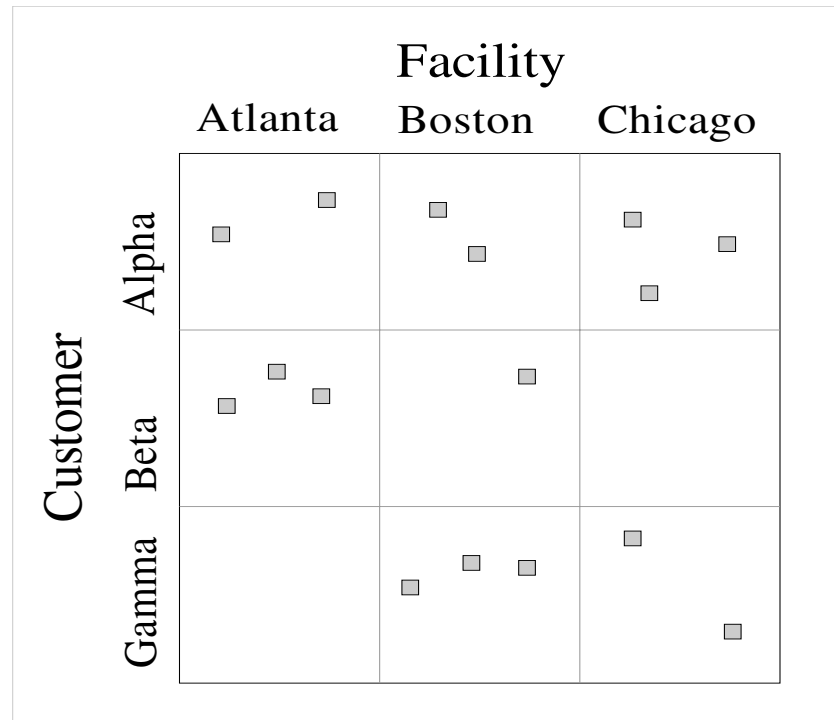 Facility
Atlanta Boston Chicago
Customer
Alpha
Beta
Gamma